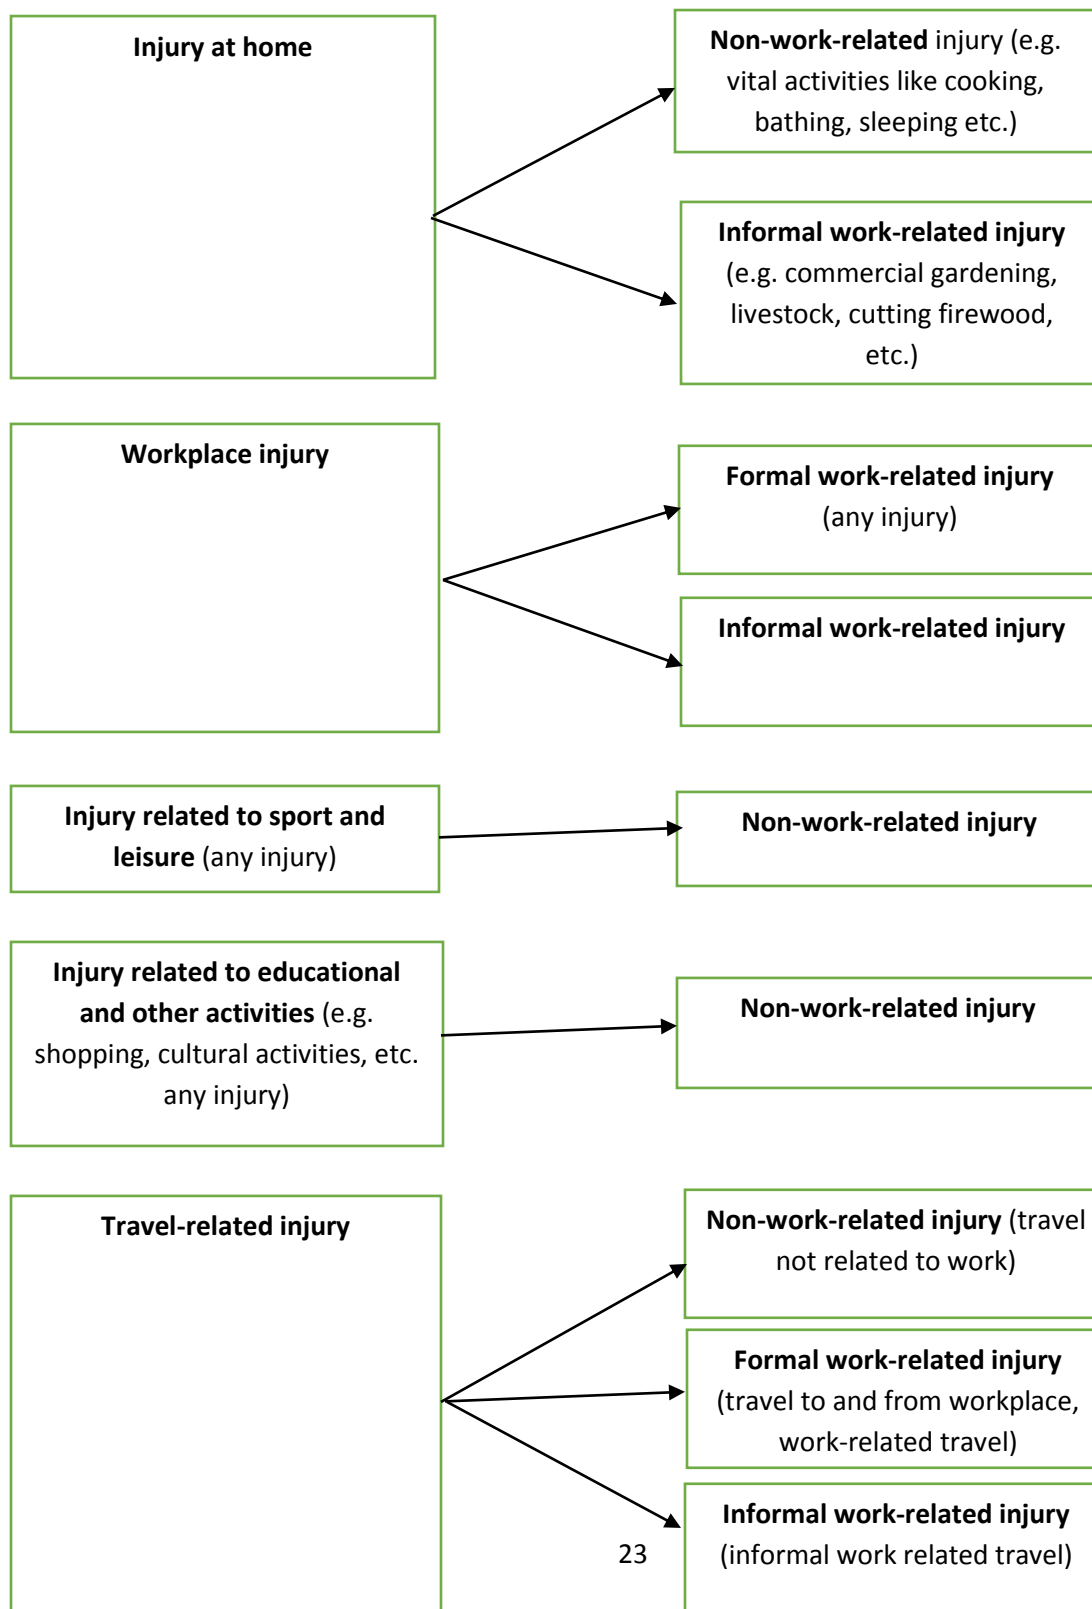 Injury at home
Non-work-related injury (e.g.
vital activities like cooking,
bathing, sleeping etc.)
Informal work-related injury
(e.g. commercial gardening,
livestock, cutting firewood,
etc.)
Workplace injury
Formal work-related injury
(any injury)
Informal work-related injury
Injury related to sport and
leisure (any injury)
Non-work-related injury
Injury related to educational
and other activities (e.g.
shopping, cultural activities, etc.
any injury)
Non-work-related injury
Travel-related injury
Non-work-related injury (travel
not related to work)
Formal work-related injury
(travel to and from workplace,
work-related travel)
Informal work-related injury
(informal work related travel)
23